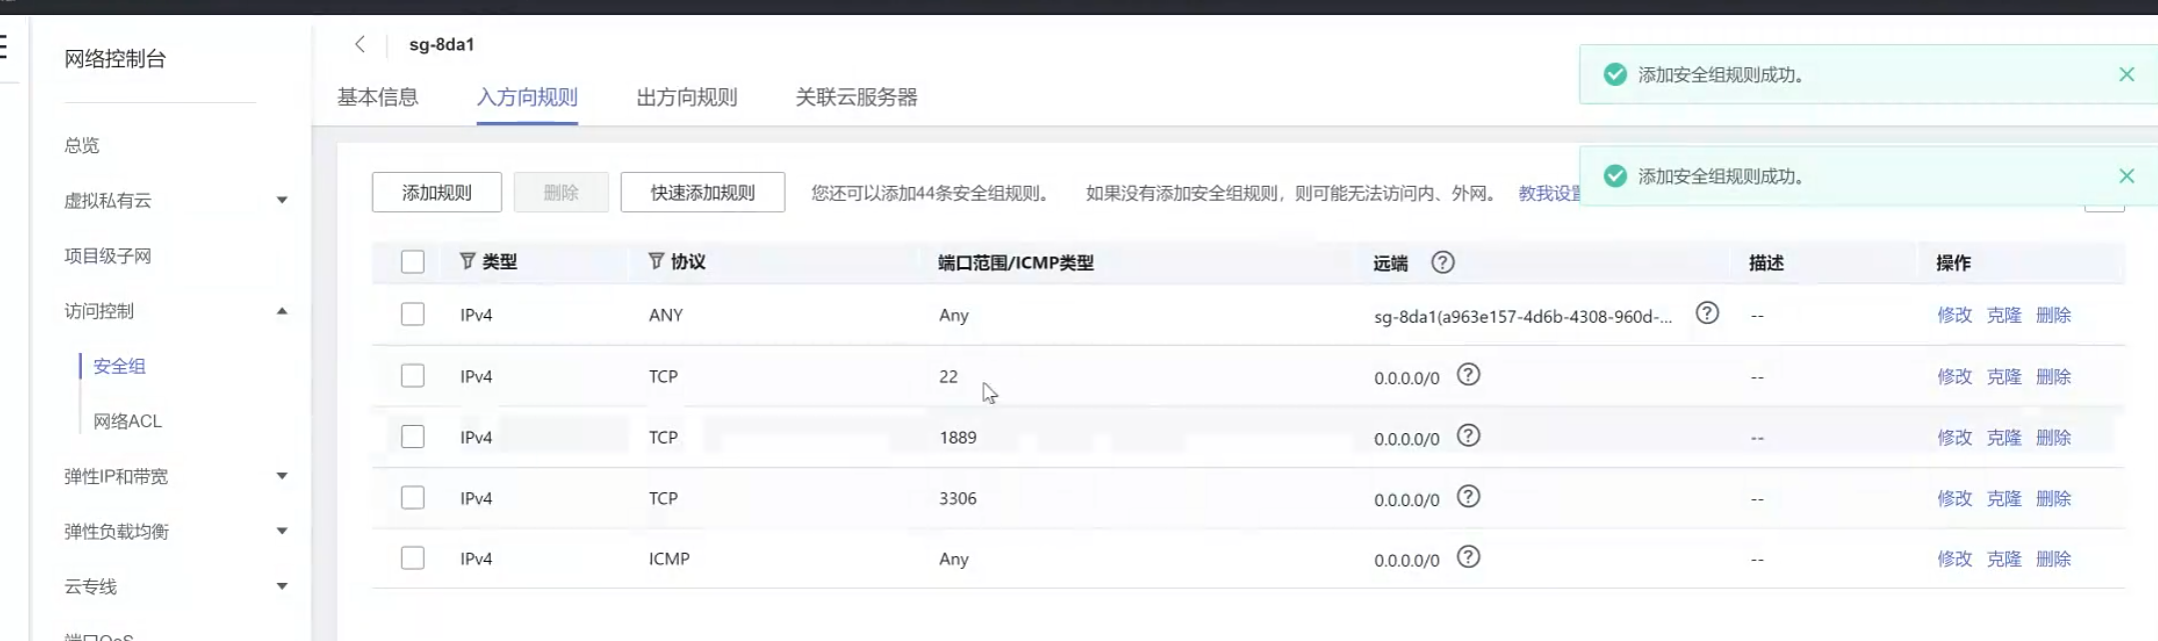 网络控制台
总览
虚拟私有云
项目级子网
访问控制
安全组
网络ACL
弹性IP和带宽
弹性负载均衡
云专线
端口QoS
sg-8da1
基本信息 入方向规则 出方向规则 关联云服务器
添加安全组规则成功。
添加安全组规则成功。
添加规则 删除 快速添加规则 您还可以添加44条安全组规则。 如果没有添加安全组规则，则可能无法访问内、外网。 教我设置
类型 协议 端口范围/ICMP类型 远端 描述 操作
IPv4 ANY Any sg-8da1(a963e157-4d6b-4308-960d-... -- 修改 克隆 删除
IPv4 TCP 22 0.0.0.0/0 -- 修改 克隆 删除
IPv4 TCP 1889 0.0.0.0/0 -- 修改 克隆 删除
IPv4 TCP 3306 0.0.0.0/0 -- 修改 克隆 删除
IPv4 ICMP Any 0.0.0.0/0 -- 修改 克隆 删除